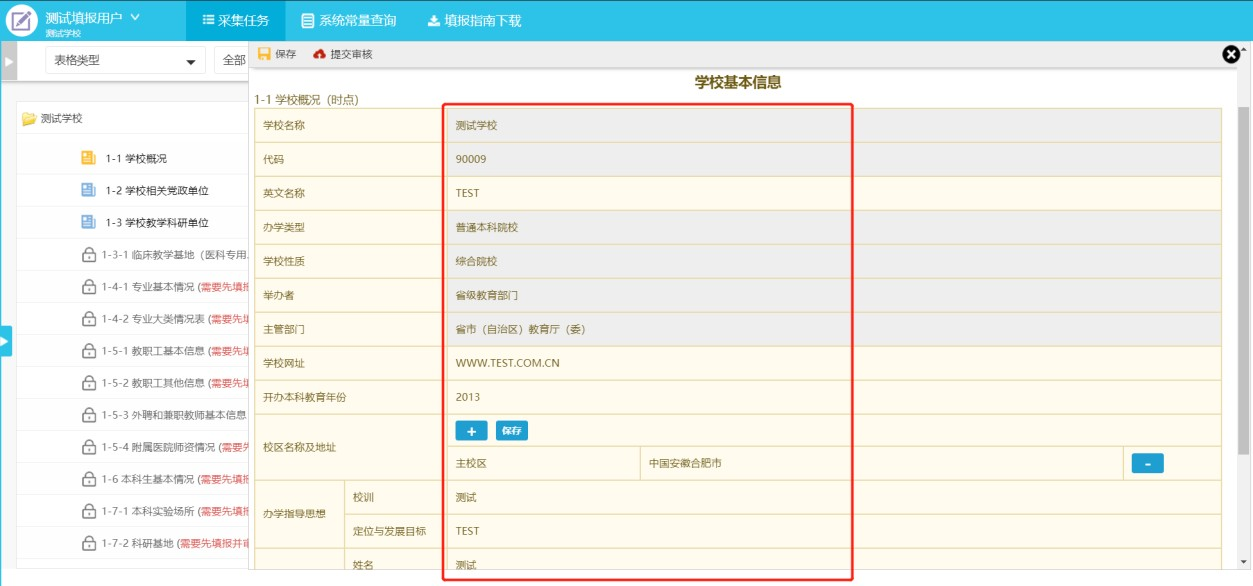 测试填报用户
测试学校
采集任务
系统常量查询
填报指南下载
表格类型
全部
保存
提交审核
测试学校
1-1 学校概况
1-2 学校相关党政单位
1-3 学校教学科研单位
1-3-1 临床教学基地（医科专用
1-4-1 专业基本情况 (需要先填报
1-4-2 专业大类情况表 (需要先
1-5-1 教职工基本信息 (需要先
1-5-2 教职工其他信息 (需要先
1-5-3 外聘和兼职教师基本信息
1-5-4 附属医院师资情况 (需要
1-6 本科生基本情况 (需要先填报
1-7-1 本科实验场所 (需要先填报
1-7-2 科研基地 (需要先填报并
学校基本信息
1-1 学校概况（时点）
学校名称 测试学校
代码 90009
英文名称 TEST
办学类型 普通本科院校
学校性质 综合院校
举办者 省级教育部门
主管部门 省市（自治区）教育厅（委）
学校网址 WWW.TEST.COM.CN
开办本科教育年份 2013
校区名称及地址
+ 保存
主校区 中国安徽合肥市 -
办学指导思想
校训 测试
定位与发展目标 TEST
姓名 测试